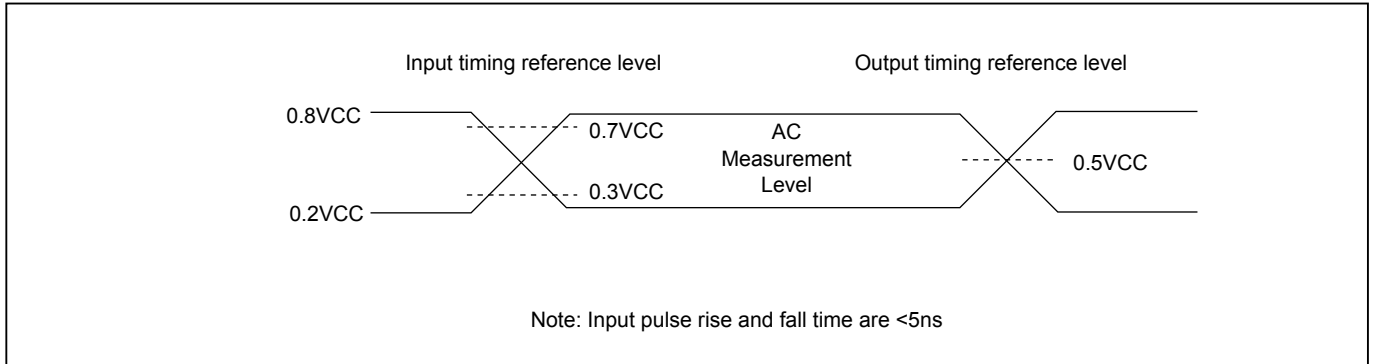 Input timing reference level
Output timing reference level
0.8VCC
0.7VCC
AC
Measurement
Level
0.5VCC
0.3VCC
0.2VCC
Note: Input pulse rise and fall time are <5ns